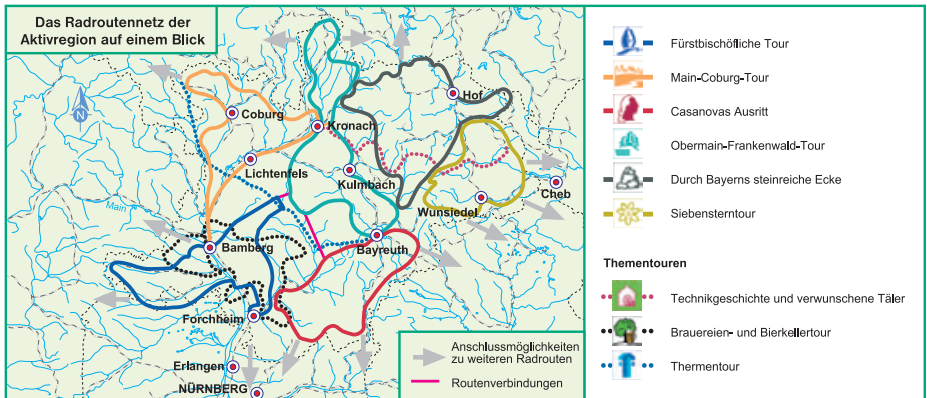 Das Radroutennetz der
Aktivregion auf einem Blick
N
Coburg
Kronach
Hof
Lichtenfels
Kulmbach
Cheb
Wunsiedel
Main
Bamberg
Bayreuth
Forchheim
Erlangen
NÜRNBERG
Anschlussmöglichkeiten
zu weiteren Radrouten
Routenverbindungen
Fürstbischöfliche Tour
Main-Coburg-Tour
Casanovas Ausritt
Obermain-Frankenwald-Tour
Durch Bayerns steinreiche Ecke
Siebensterntour
Thementouren
Technikgeschichte und verwunschene Täler
Brauereien- und Bierkellertour
Thermentour